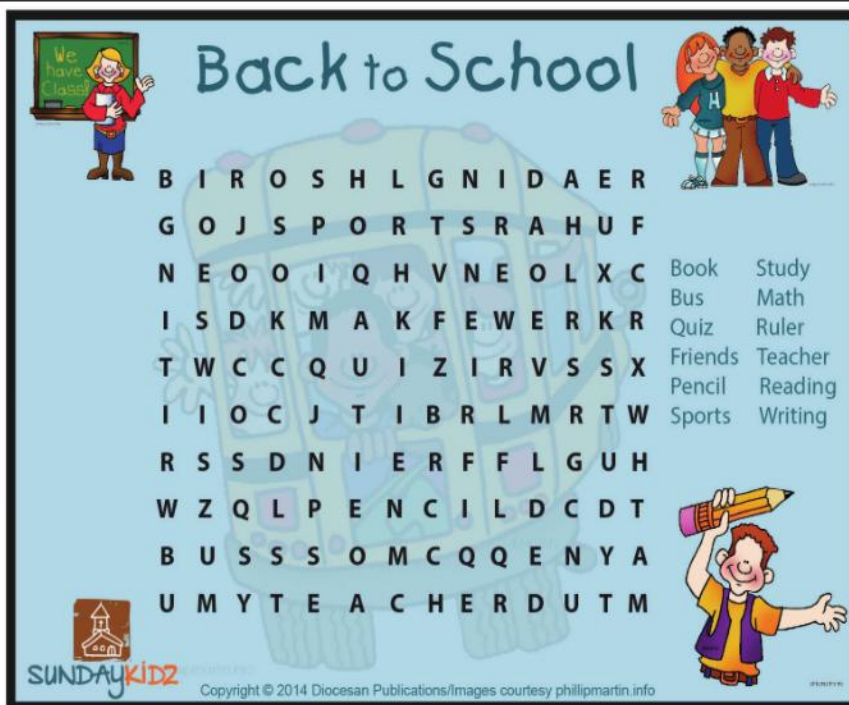 We
have
Class!
Back to School
H
B I R O S H L G N I D A E R
G O J S P O R T S R A H U F
N E O O I Q H V N E O L X C
I S D K M A K F E W E R K R
T W C C Q U I Z I R V S S X
I I O C J T I B R L M R T W
R S S D N I E R F F L G U H
W Z Q L P E N C I L D C D T
B U S S S O M C Q Q E N Y A
U M Y T E A C H E R D U T M
Book Study
Bus Math
Quiz Ruler
Friends Teacher
Pencil Reading
Sports Writing
SUNDAYKIDZ
Copyright © 2014 Diocesan Publications/Images courtesy phillipmartin.info